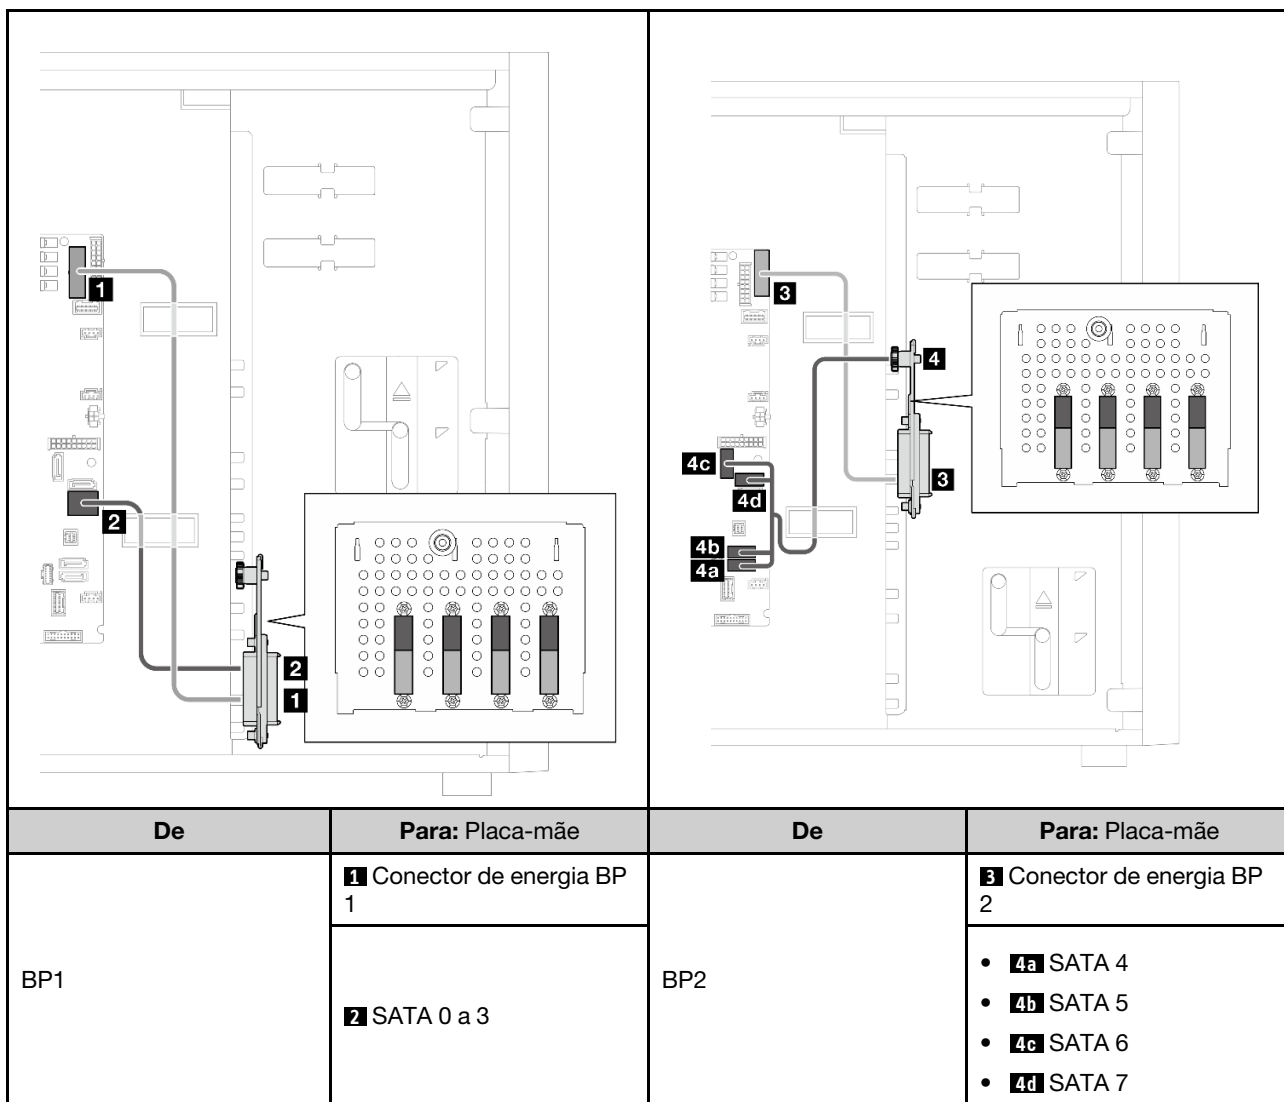 1
2
2
1
3
4
4c
4d
3
4b
4a
De
Para: Placa-mãe
De
Para: Placa-mãe
BP1
1 Conector de energia BP
1
2 SATA 0 a 3
BP2
3 Conector de energia BP
2
• 4a SATA 4
• 4b SATA 5
• 4c SATA 6
• 4d SATA 7